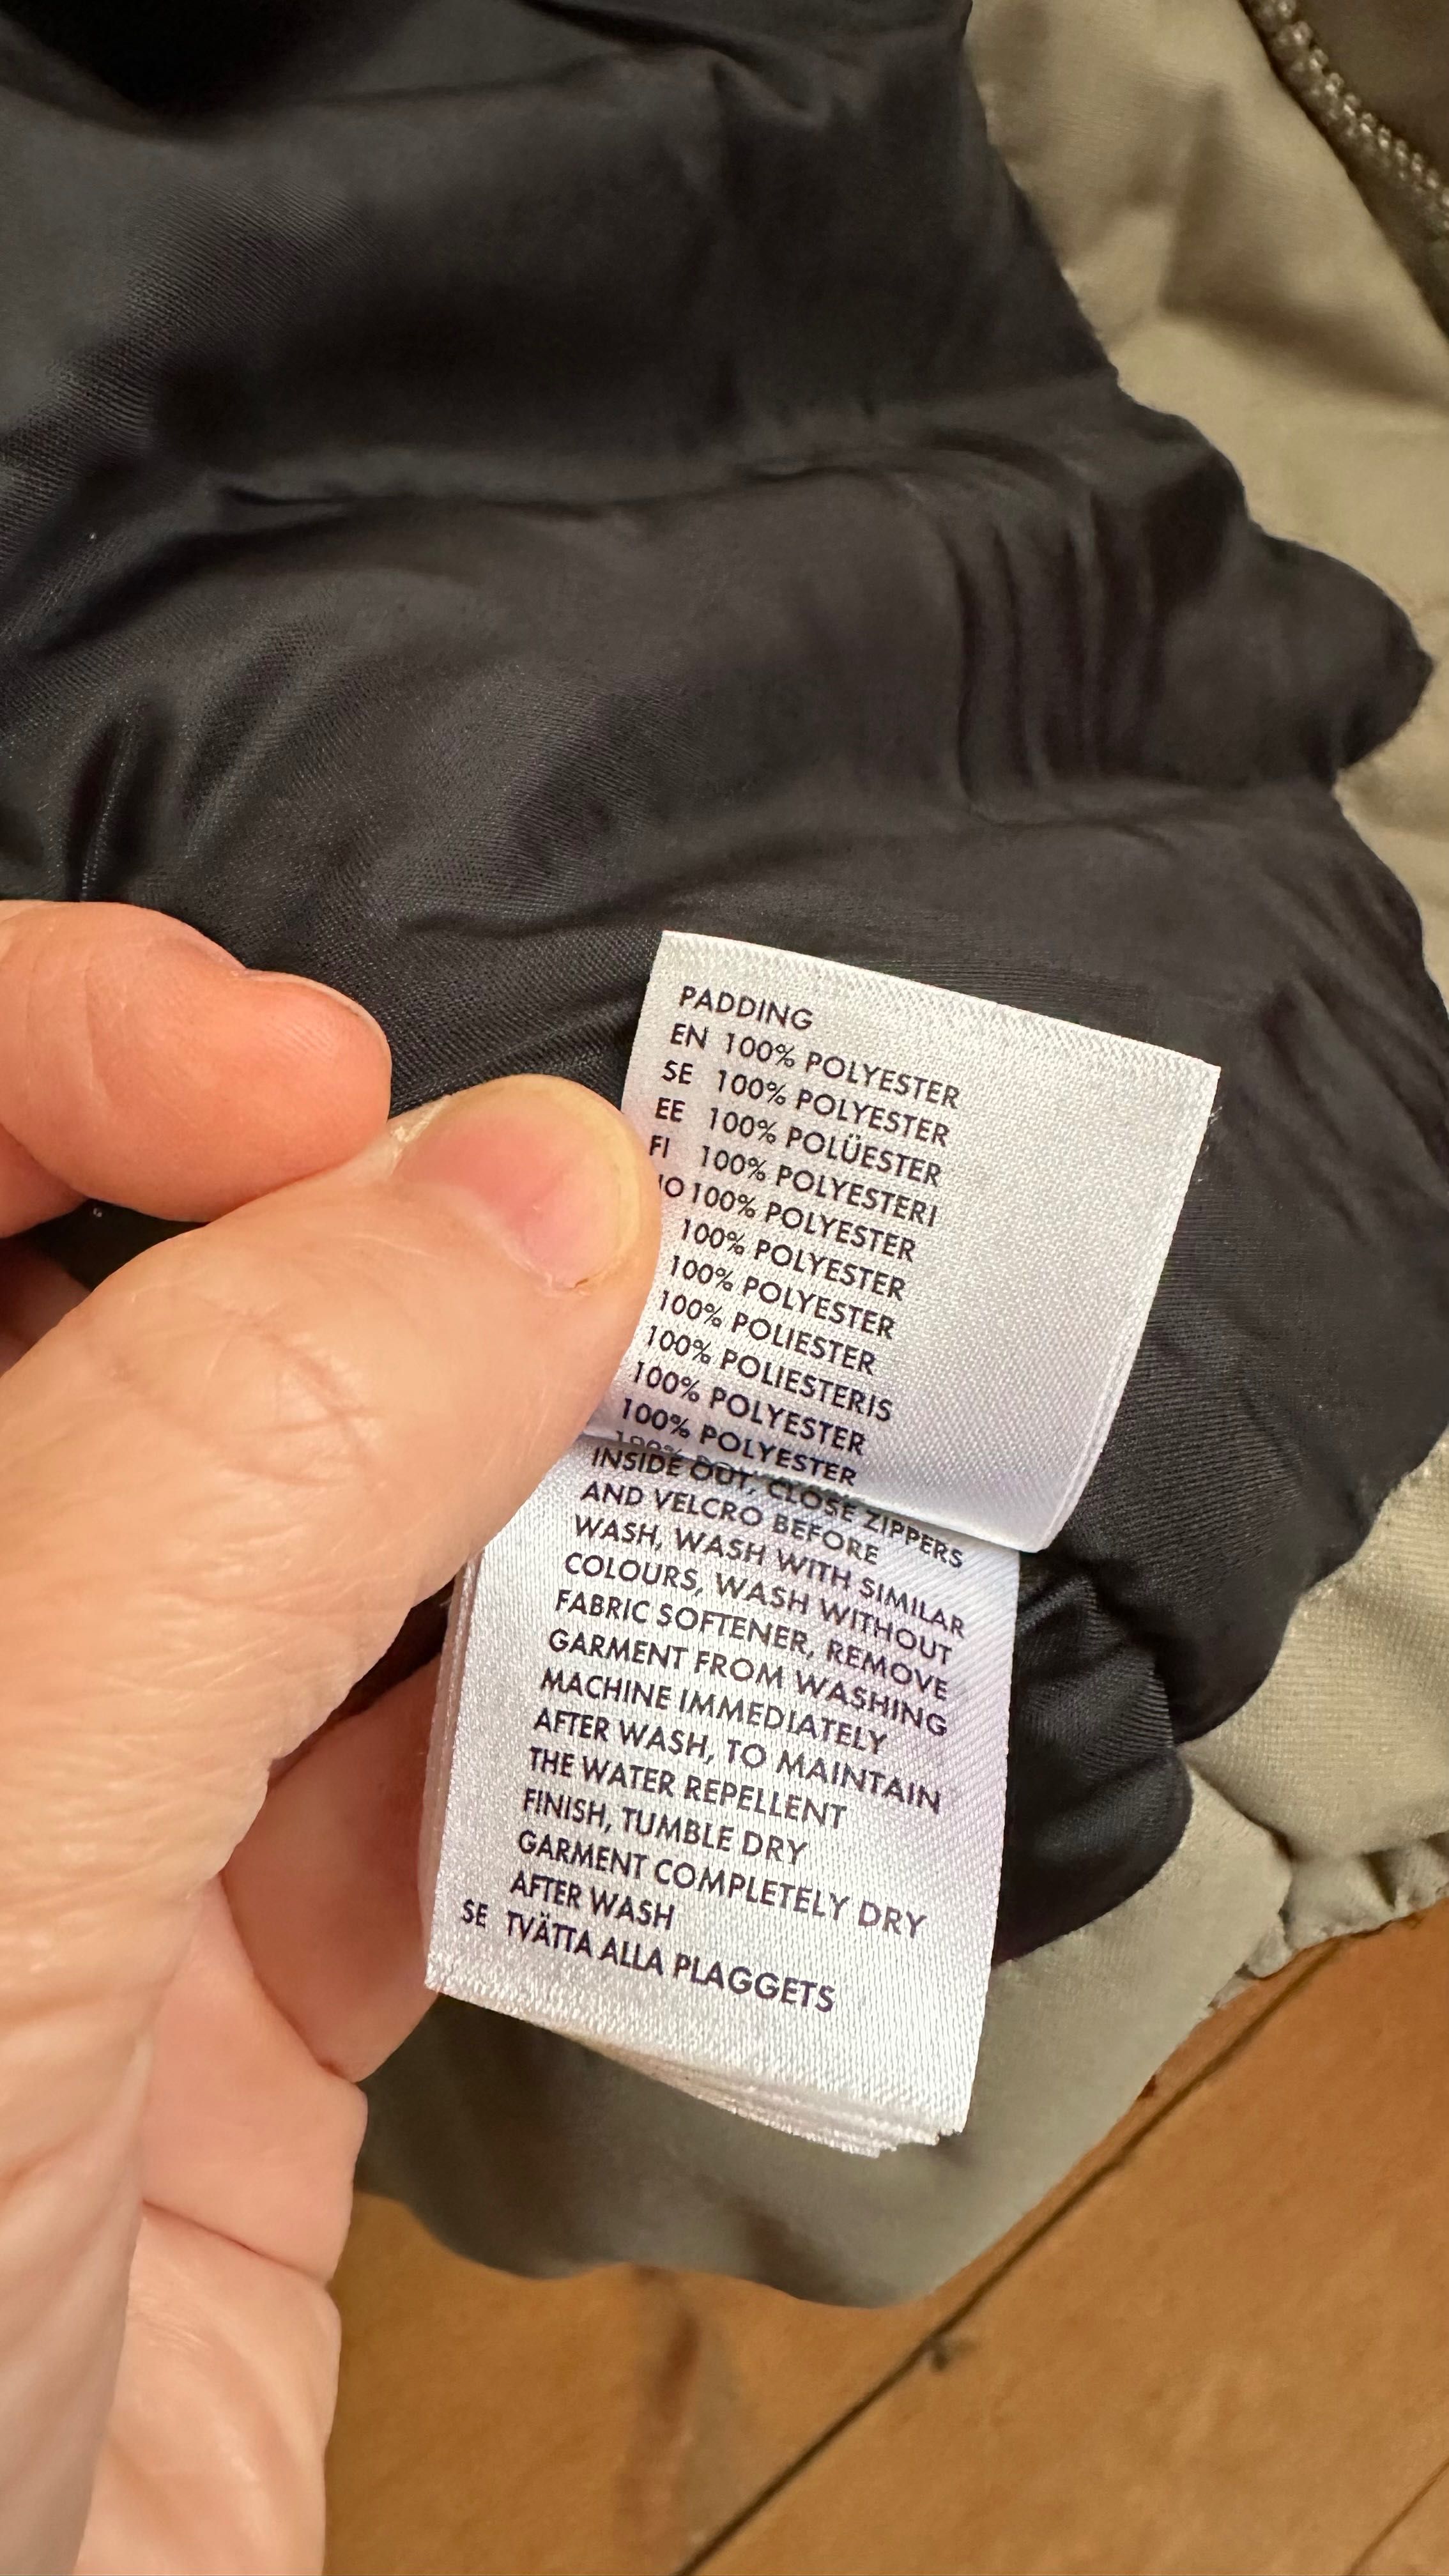 PADDING
EN 100% POLYESTER
SE 100% POLYESTER
EE 100% POLÜESTER
FI 100% POLYESTERI
100% POLYESTER
100% POLYESTER
100% POLYESTER
100% POLIESTER
100% POLIESTERIS
100% POLYESTER
100% POLYESTER
100%
INSIDE OUT, CLOSE ZIPPERS
AND VELCRO BEFORE
WASH, WASH WITH SIMILAR
COLOURS, WASH WITHOUT
FABRIC SOFTENER, REMOVE
GARMENT FROM WASHING
MACHINE IMMEDIATELY
AFTER WASH, TO MAINTAIN
THE WATER REPELLENT
FINISH, TUMBLE DRY
GARMENT COMPLETELY DRY
AFTER WASH
SE TVÄTTA ALLA PLAGGETS